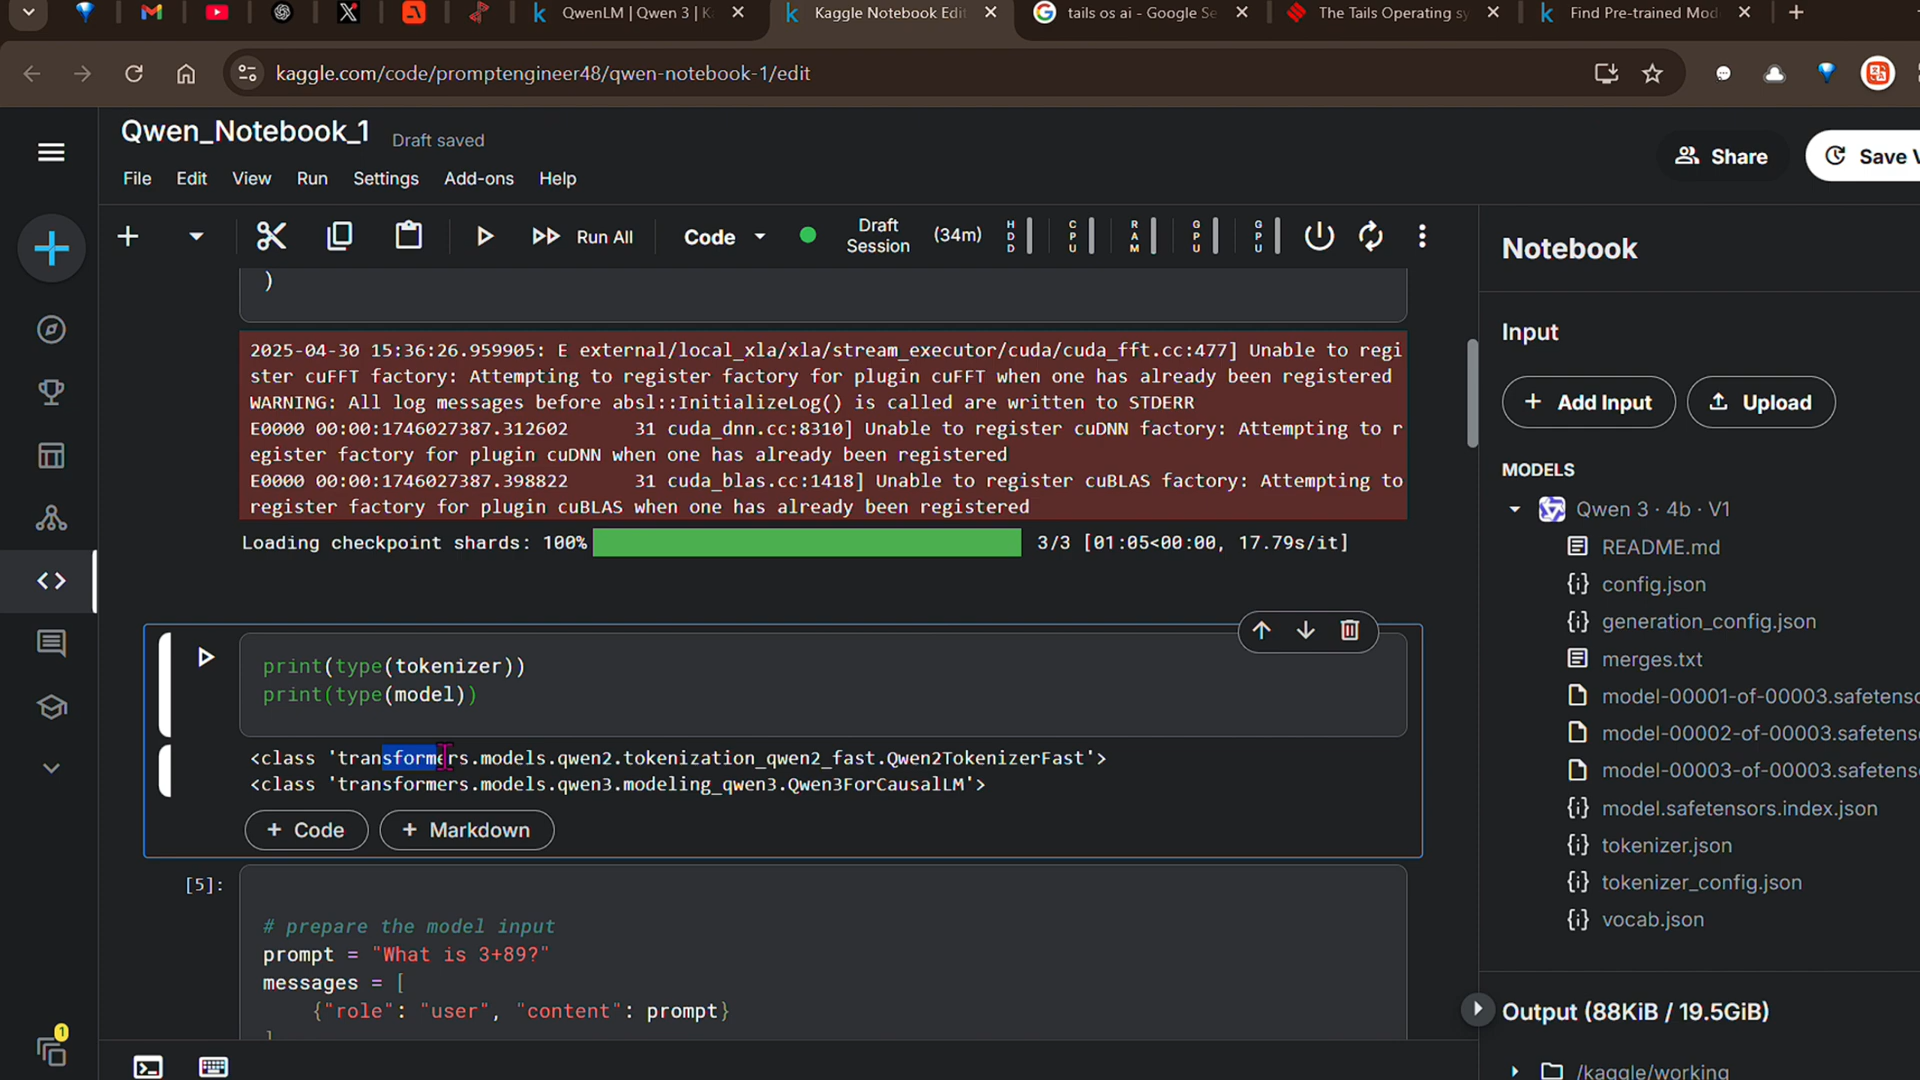 QwenLM | Qwen 3 | K
Kaggle Notebook Edit
tails os ai - Google Se
The Tails Operating sy
Find Pre-trained Mod
kaggle.com/code/promptengineer48/qwen-notebook-1/edit
Qwen_Notebook_1
Draft saved
File
Edit
View
Run
Settings
Add-ons
Help
Share
Save V
Run All
Code
Draft
Session
(34m)
HDD
CPU
RAM
GPU
GPU
)
2025-04-30 15:36:26.959905: E external/local_xla/xla/stream_executor/cuda/cuda_fft.cc:477] Unable to regi
ster cuFFT factory: Attempting to register factory for plugin cuFFT when one has already been registered
WARNING: All log messages before absl::InitializeLog() is called are written to STDERR
E0000 00:00:1746027387.312602      31 cuda_dnn.cc:8310] Unable to register cuDNN factory: Attempting to r
egister factory for plugin cuDNN when one has already been registered
E0000 00:00:1746027387.398822      31 cuda_blas.cc:1418] Unable to register cuBLAS factory: Attempting to
register factory for plugin cuBLAS when one has already been registered
Loading checkpoint shards: 100% 3/3 [01:05<00:00, 17.79s/it]
print(type(tokenizer))
print(type(model))
<class 'transformers.models.qwen2.tokenization_qwen2_fast.Qwen2TokenizerFast'>
<class 'transformers.models.qwen3.modeling_qwen3.Qwen3ForCausalLM'>
+ Code
+ Markdown
[5]:
# prepare the model input
prompt = "What is 3+89?"
messages = [
{"role": "user", "content": prompt}
]
Notebook
Input
+ Add Input
Upload
MODELS
Qwen 3 · 4b · V1
README.md
config.json
generation_config.json
merges.txt
model-00001-of-00003.safetenso
model-00002-of-00003.safetenso
model-00003-of-00003.safetenso
model.safetensors.index.json
tokenizer.json
tokenizer_config.json
vocab.json
Output (88KiB / 19.5GiB)
/kaggle/working
1